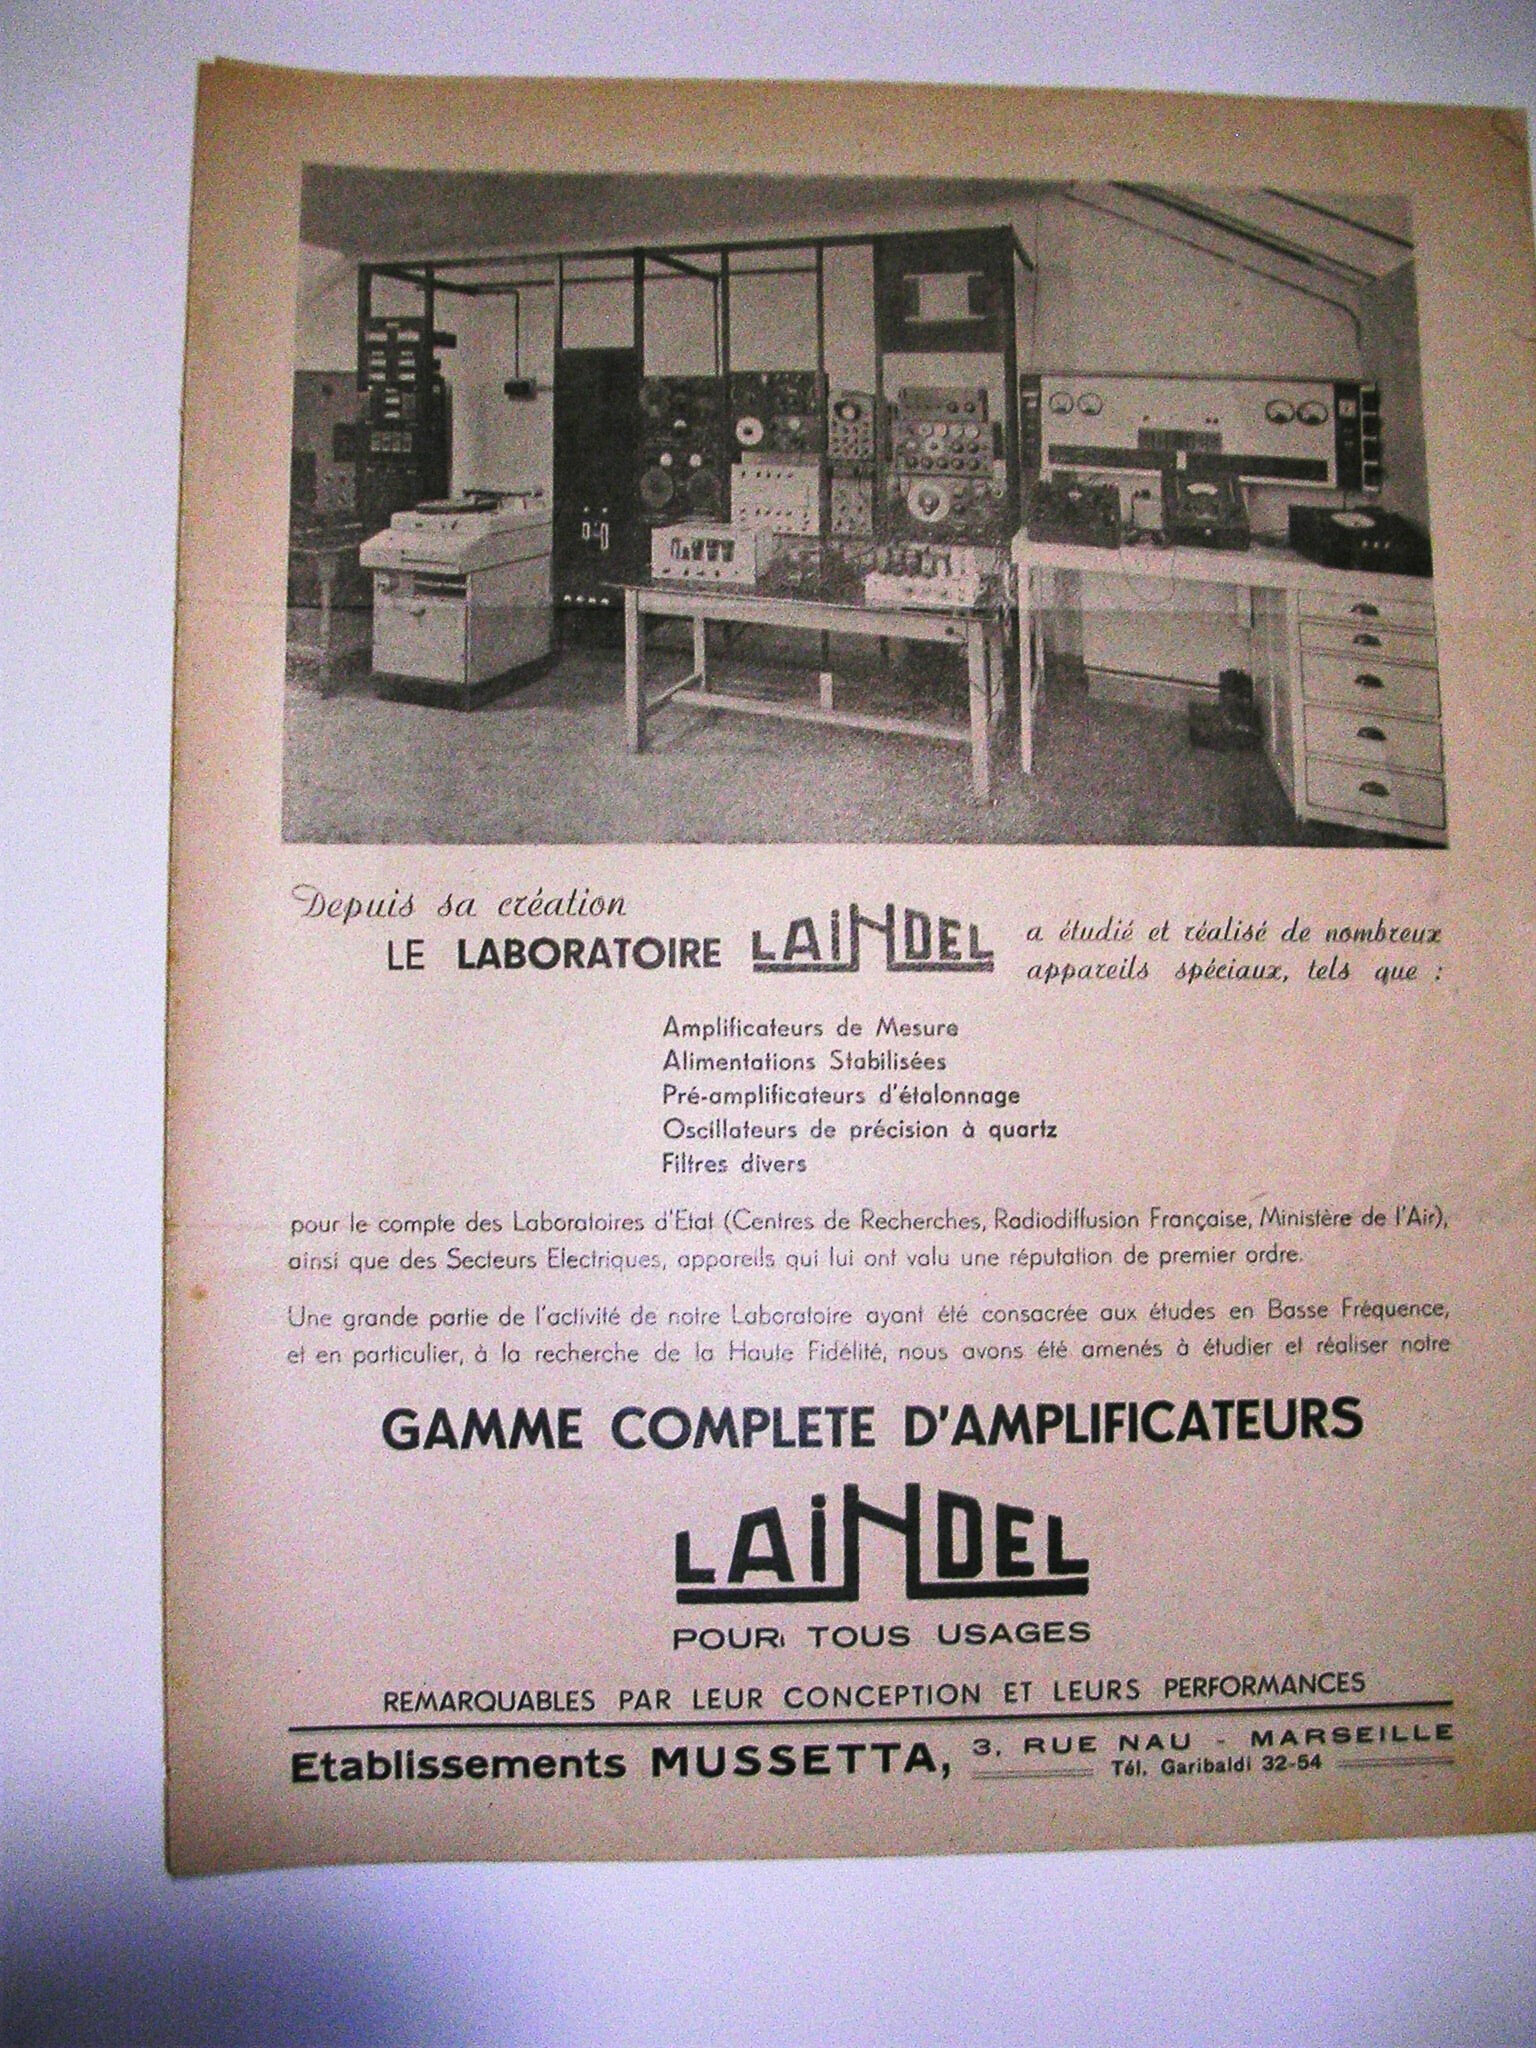 Depuis sa création
LE LABORATOIRE LAiNDEL a étudié et réalisé de nombreux
appareils spéciaux, tels que :
Amplificateurs de Mesure
Alimentations Stabilisées
Pré-amplificateurs d'étalonnage
Oscillateurs de précision à quartz
Filtres divers
pour le compte des Laboratoires d'Etat (Centres de Recherches, Radiodiffusion Française, Ministère de l'Air),
ainsi que des Secteurs Electriques, appareils qui lui ont valu une réputation de premier ordre.
Une grande partie de l'activité de notre Laboratoire ayant été consacrée aux études en Basse Fréquence,
et en particulier, à la recherche de la Haute Fidélité, nous avons été amenés à étudier et réaliser notre
GAMME COMPLETE D'AMPLIFICATEURS
LAiNDEL
POUR TOUS USAGES
REMARQUABLES PAR LEUR CONCEPTION ET LEURS PERFORMANCES
Etablissements MUSSETTA, 3, RUE NAU - MARSEILLE
Tél. Garibaldi 32-54